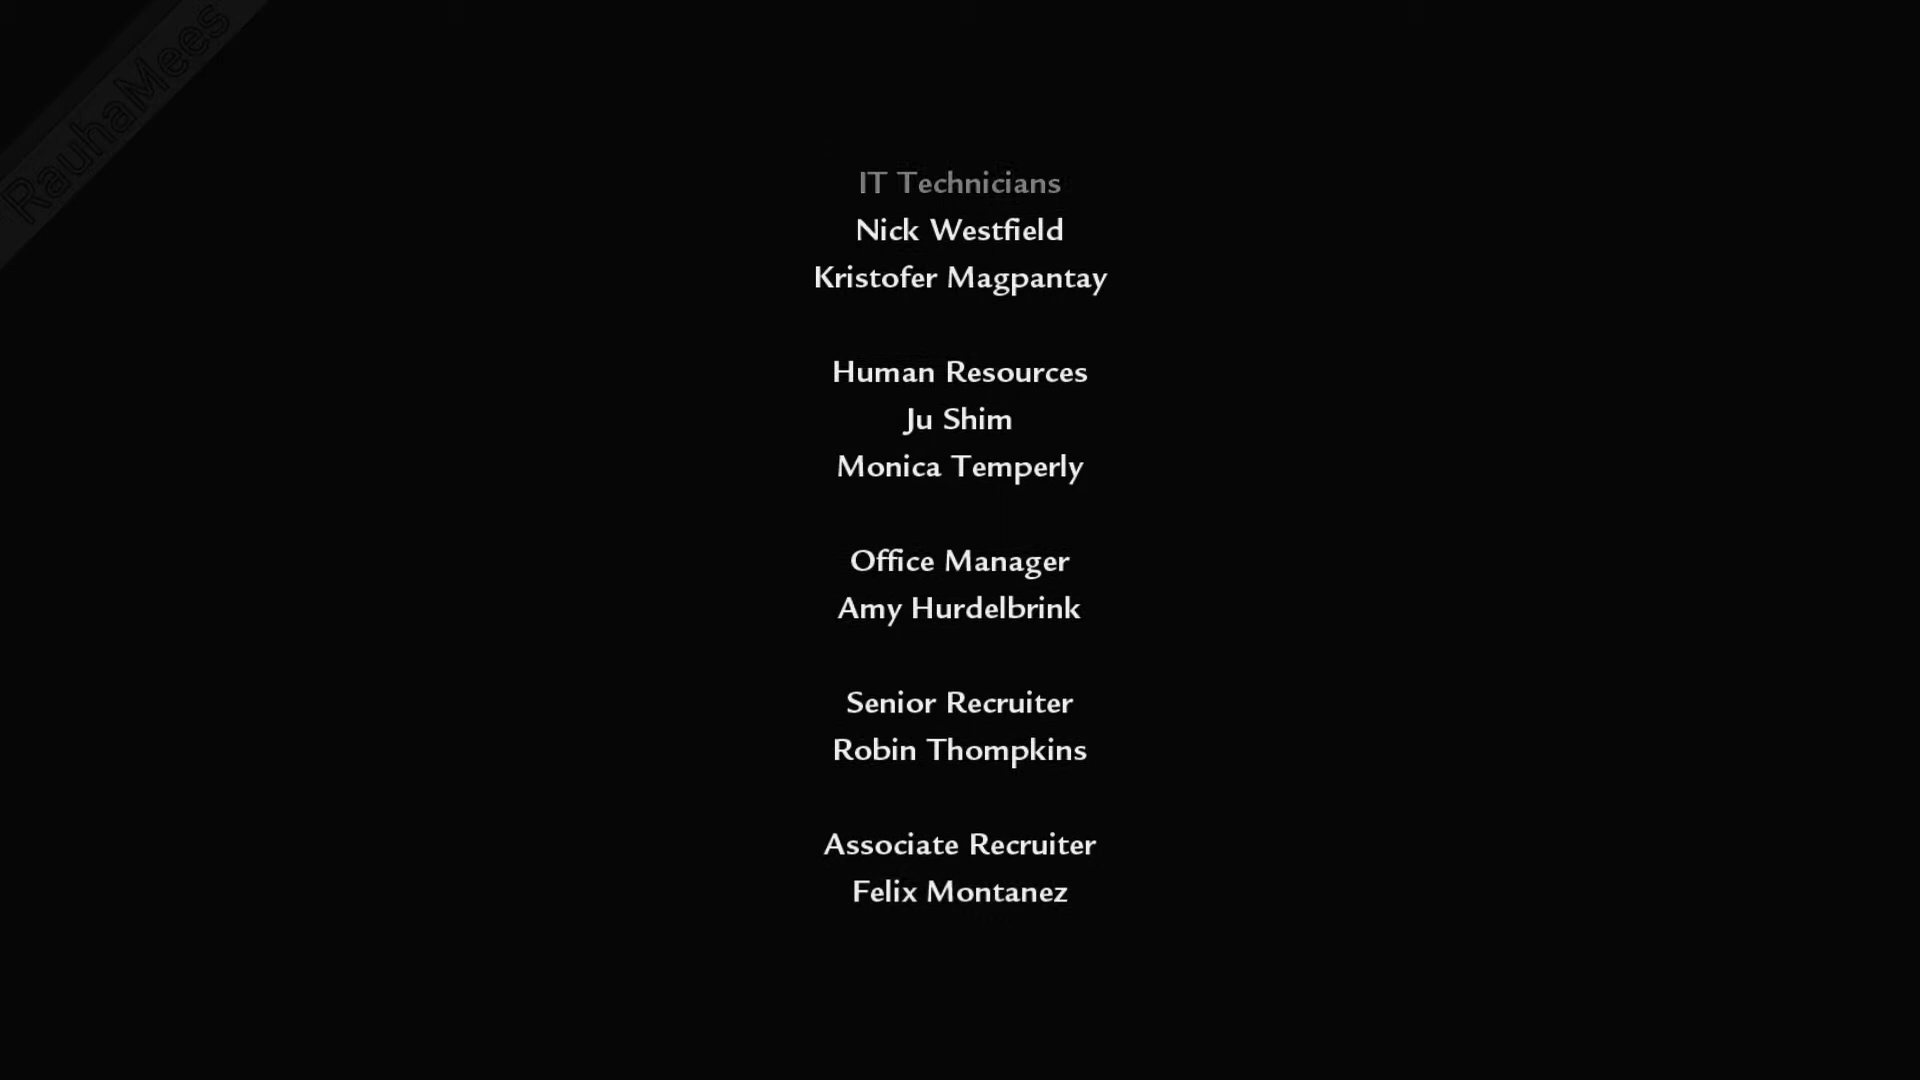 RauhaMees
IT Technicians
Nick Westfield
Kristofer Magpantay
Human Resources
Ju Shim
Monica Temperly
Office Manager
Amy Hurdelbrink
Senior Recruiter
Robin Thompkins
Associate Recruiter
Felix Montanez